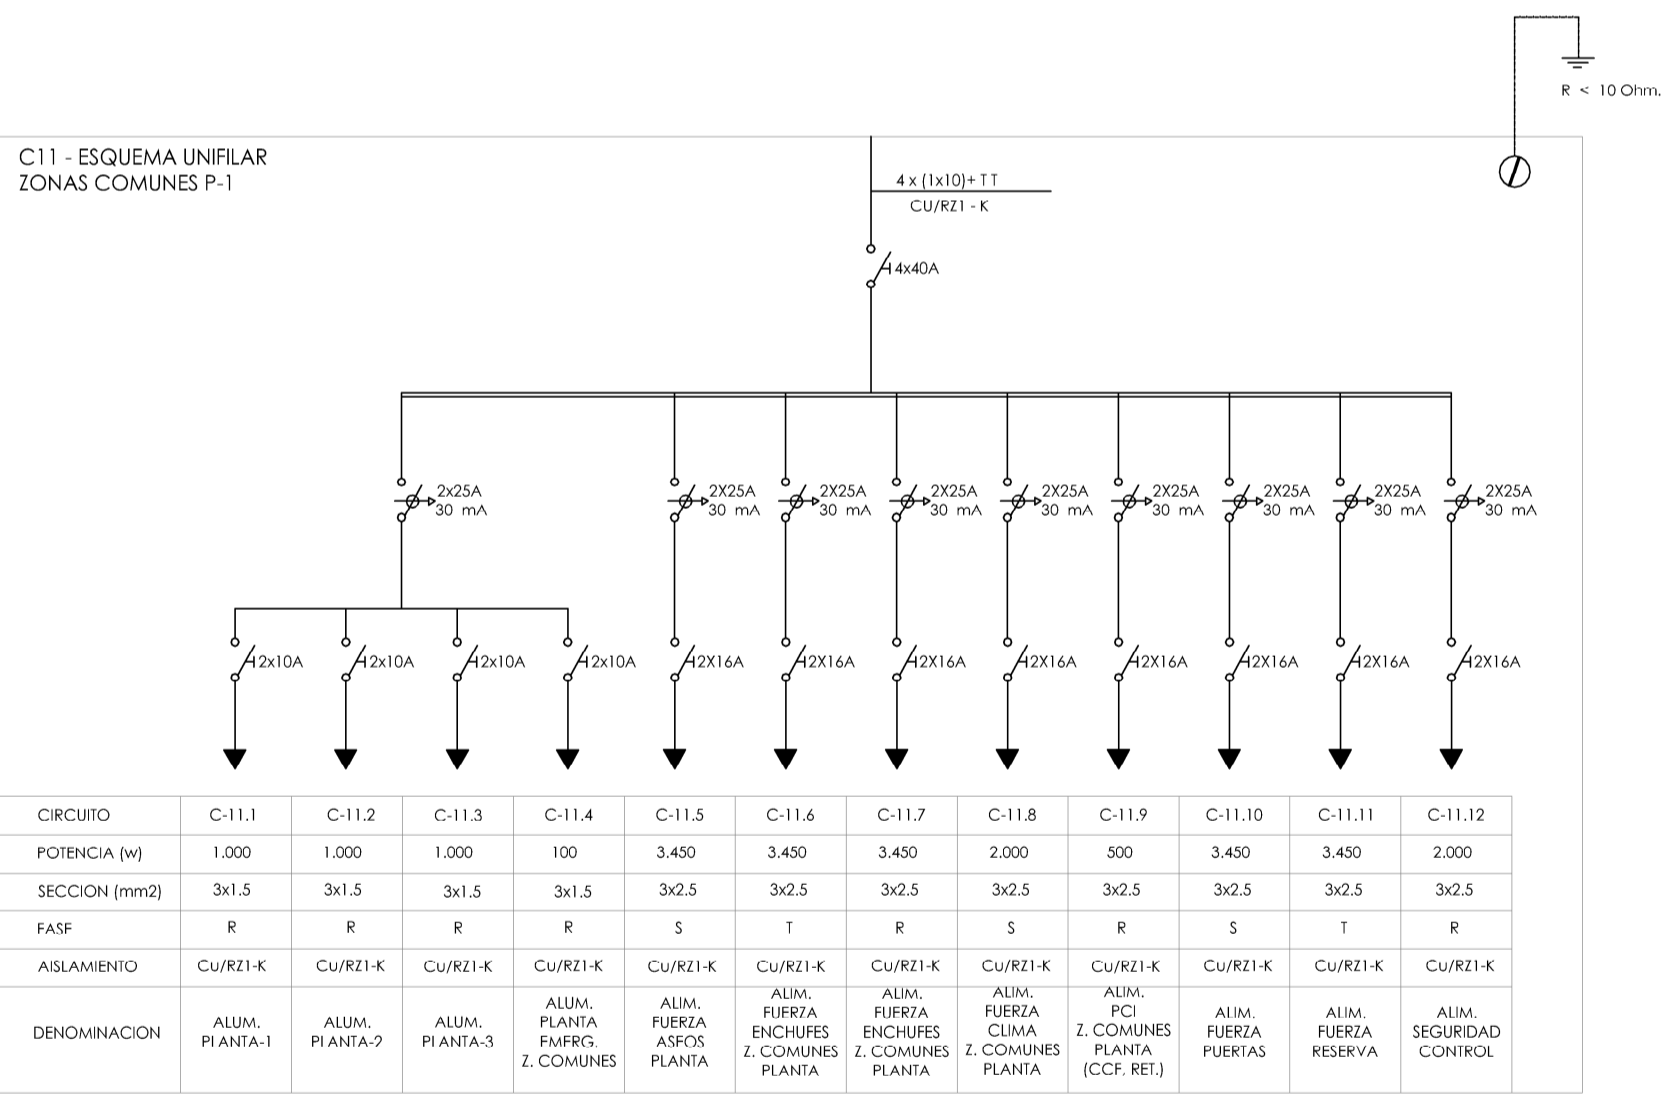 R < 10 Ohm.
C11 - ESQUEMA UNIFILAR
ZONAS COMUNES P-1
4 x (1x10)+ TT
CU/RZ1 - K
4x40A
2x25A 2X25A 2X25A 2X25A 2X25A 2X25A 2X25A 2X25A 2X25A
30 mA 30 mA 30 mA 30 mA 30 mA 30 mA 30 mA 30 mA 30 mA
2x10A 2x10A 2x10A 2x10A 2X16A 2X16A 2X16A 2X16A 2X16A 2X16A 2X16A 2X16A
CIRCUITO C-11.1 C-11.2 C-11.3 C-11.4 C-11.5 C-11.6 C-11.7 C-11.8 C-11.9 C-11.10 C-11.11 C-11.12
POTENCIA (w) 1.000 1.000 1.000 100 3.450 3.450 3.450 2.000 500 3.450 3.450 2.000
SECCION (mm2) 3x1.5 3x1.5 3x1.5 3x1.5 3x2.5 3x2.5 3x2.5 3x2.5 3x2.5 3x2.5 3x2.5 3x2.5
FASE R R R R S T R S R S T R
AISLAMIENTO Cu/RZ1-K Cu/RZ1-K Cu/RZ1-K Cu/RZ1-K Cu/RZ1-K Cu/RZ1-K Cu/RZ1-K Cu/RZ1-K Cu/RZ1-K Cu/RZ1-K Cu/RZ1-K Cu/RZ1-K
DENOMINACION
ALUM.
PLANTA-1
ALUM.
PLANTA-2
ALUM.
PLANTA-3
ALUM.
PLANTA
EMERG.
Z. COMUNES
ALIM.
FUERZA
ASEOS
PLANTA
ALIM.
FUERZA
ENCHUFES
Z. COMUNES
PLANTA
ALIM.
FUERZA
ENCHUFES
Z. COMUNES
PLANTA
ALIM.
FUERZA
CLIMA
Z. COMUNES
PLANTA
ALIM.
PCI
Z. COMUNES
PLANTA
(CCF, RET.)
ALIM.
FUERZA
PUERTAS
ALIM.
FUERZA
RESERVA
ALIM.
SEGURIDAD
CONTROL